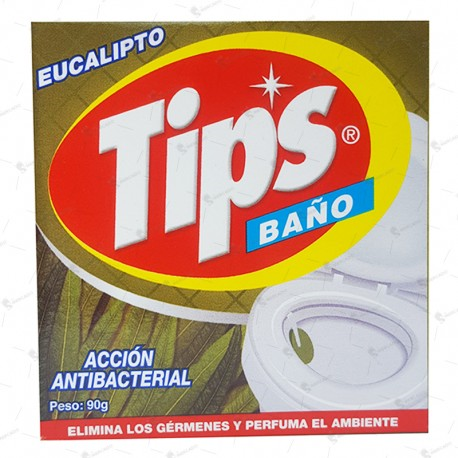 EUCALIPTO
Tips®
BAÑO
ACCIÓN
ANTIBACTERIAL
Peso: 90g
ELIMINA LOS GÉRMENES Y PERFUMA EL AMBIENTE